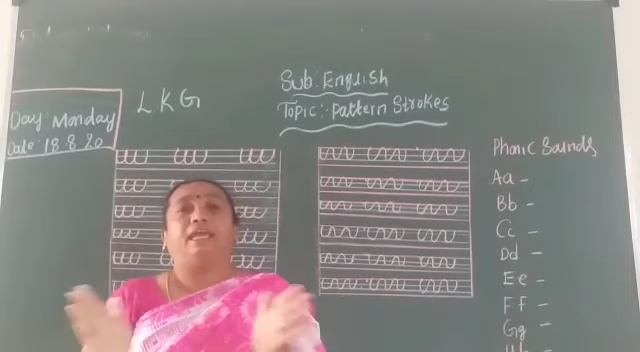 Day: Monday
Date: 18.8.20
LKG
Sub: English
Topic:- Pattern Strokes
Phonic Sounds
Aa -
Bb -
Cc -
Dd -
Ee -
Ff -
Gg -